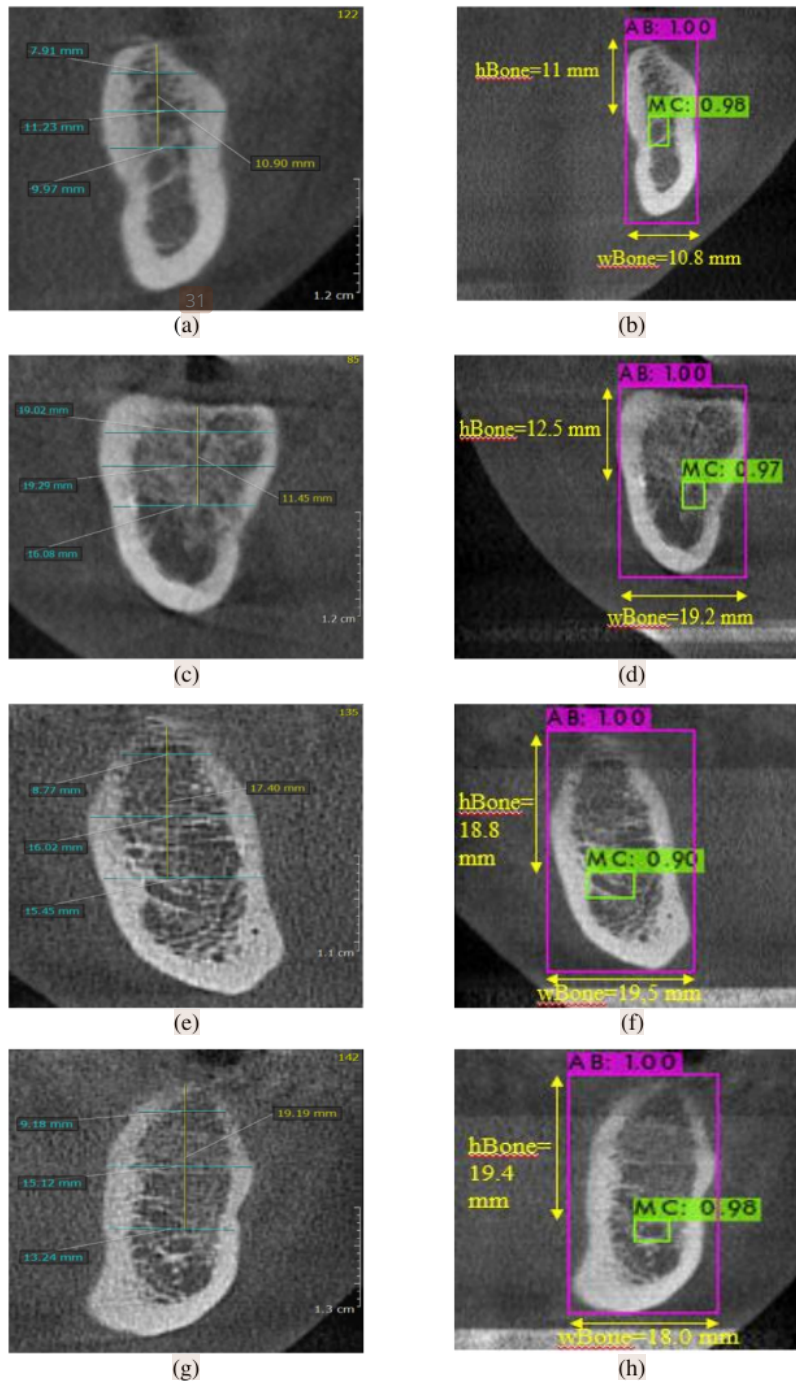 122
7.91 mm
11.23 mm
10.90 mm
9.97 mm
1.2 cm
31
(a)
AB: 1.00
hBone=11 mm
MC: 0.98
wBone=10.8 mm
(b)
85
19.02 mm
19.29 mm
11.45 mm
16.08 mm
1.2 cm
(c)
AB: 1.00
hBone=12.5 mm
MC: 0.97
wBone=19.2 mm
(d)
135
8.77 mm
17.40 mm
16.02 mm
15.45 mm
1.1 cm
(e)
AB: 1.00
hBone=
18.8
mm
MC: 0.90
wBone=19.5 mm
(f)
142
9.18 mm
19.19 mm
15.12 mm
13.24 mm
1.3 cm
(g)
AB: 1.00
hBone=
19.4
mm
MC: 0.98
wBone=18.0 mm
(h)